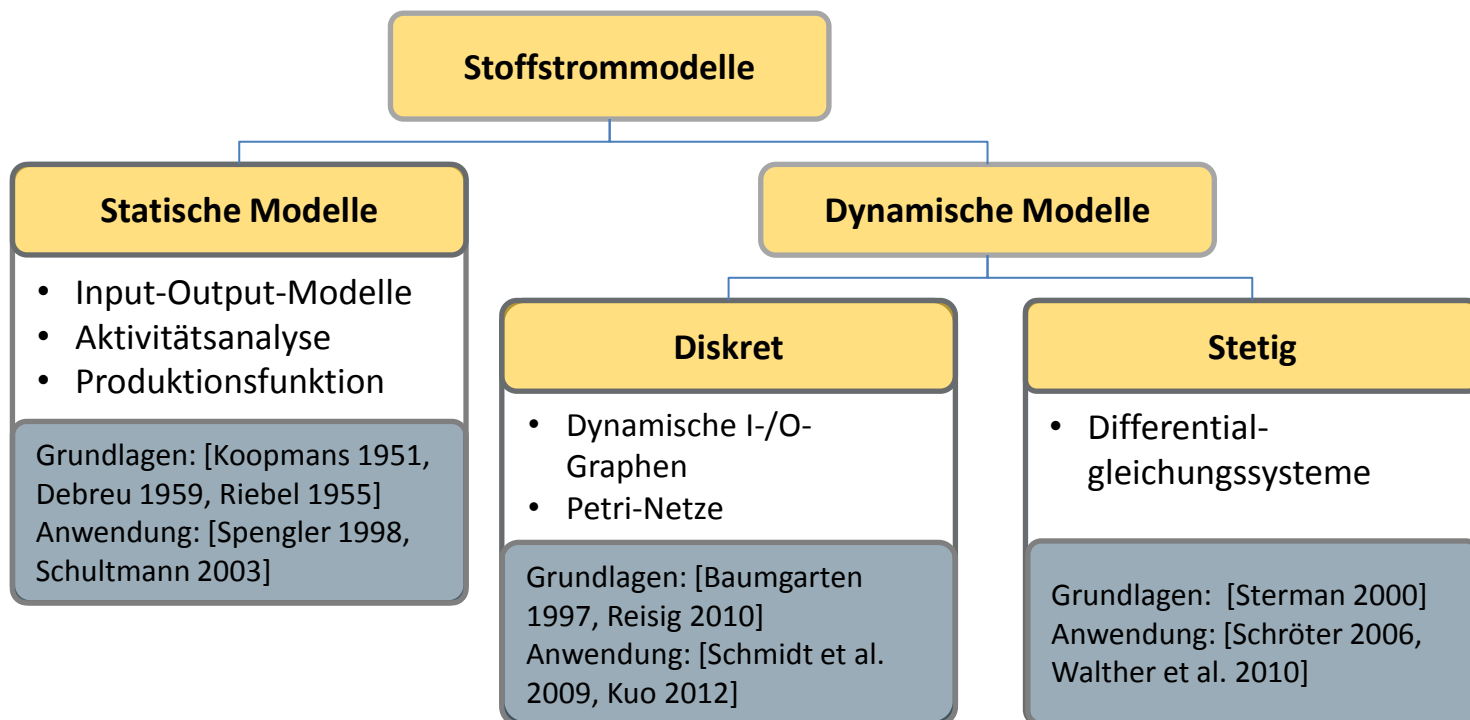 Stoffstrommodelle
Statische Modelle
• Input-Output-Modelle
• Aktivitätsanalyse
• Produktionsfunktion
Grundlagen: [Koopmans 1951,
Debreu 1959, Riebel 1955]
Anwendung: [Spengler 1998,
Schultmann 2003]
Dynamische Modelle
Diskret
• Dynamische I-/O-
Graphen
• Petri-Netze
Grundlagen: [Baumgarten
1997, Reisig 2010]
Anwendung: [Schmidt et al.
2009, Kuo 2012]
Stetig
• Differential-
gleichungssysteme
Grundlagen:  [Sterman 2000]
Anwendung: [Schröter 2006,
Walther et al. 2010]